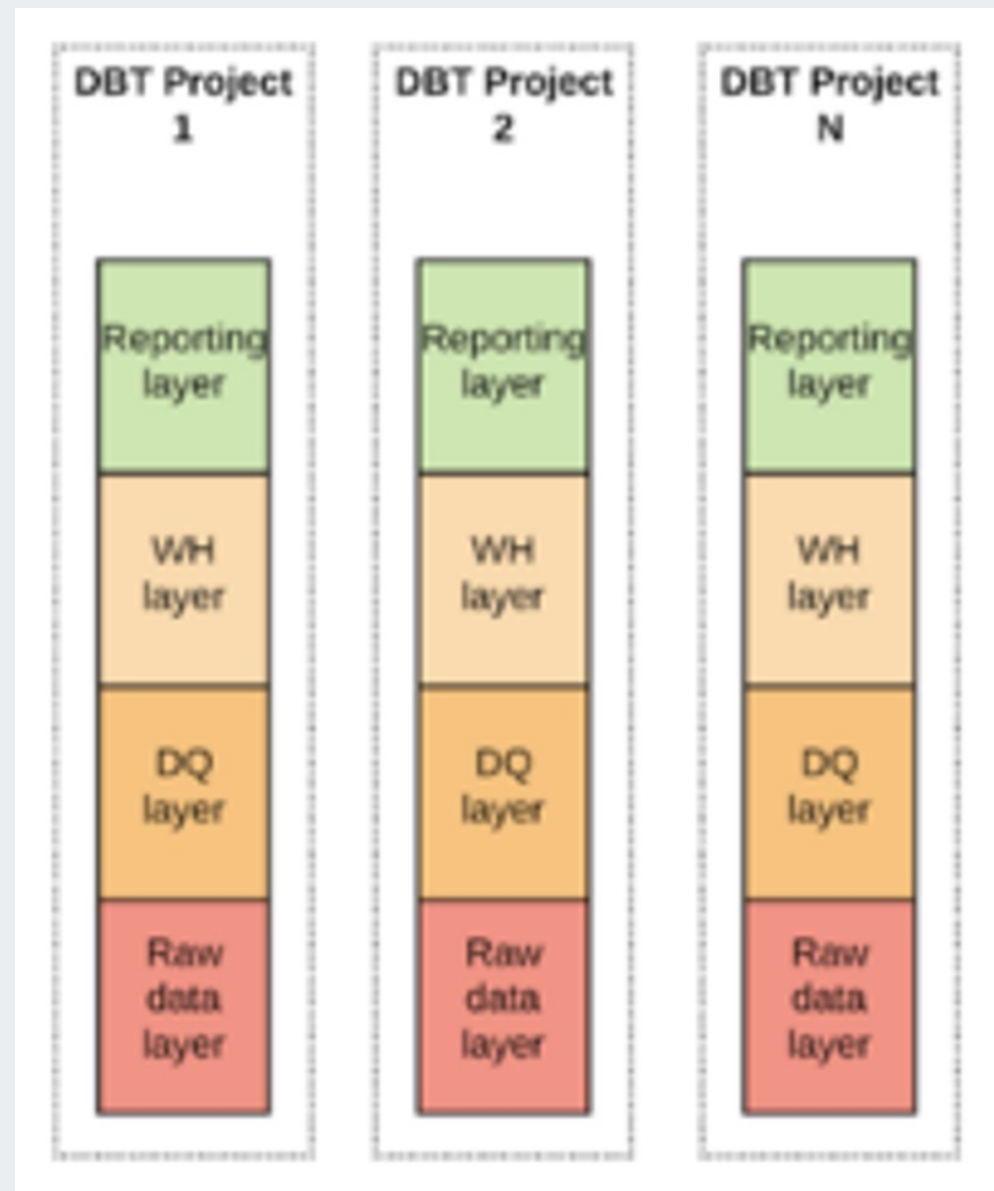 DBT Project
1
Reporting
layer
WH
layer
DQ
layer
Raw
data
layer
DBT Project
2
Reporting
layer
WH
layer
DQ
layer
Raw
data
layer
DBT Project
N
Reporting
layer
WH
layer
DQ
layer
Raw
data
layer